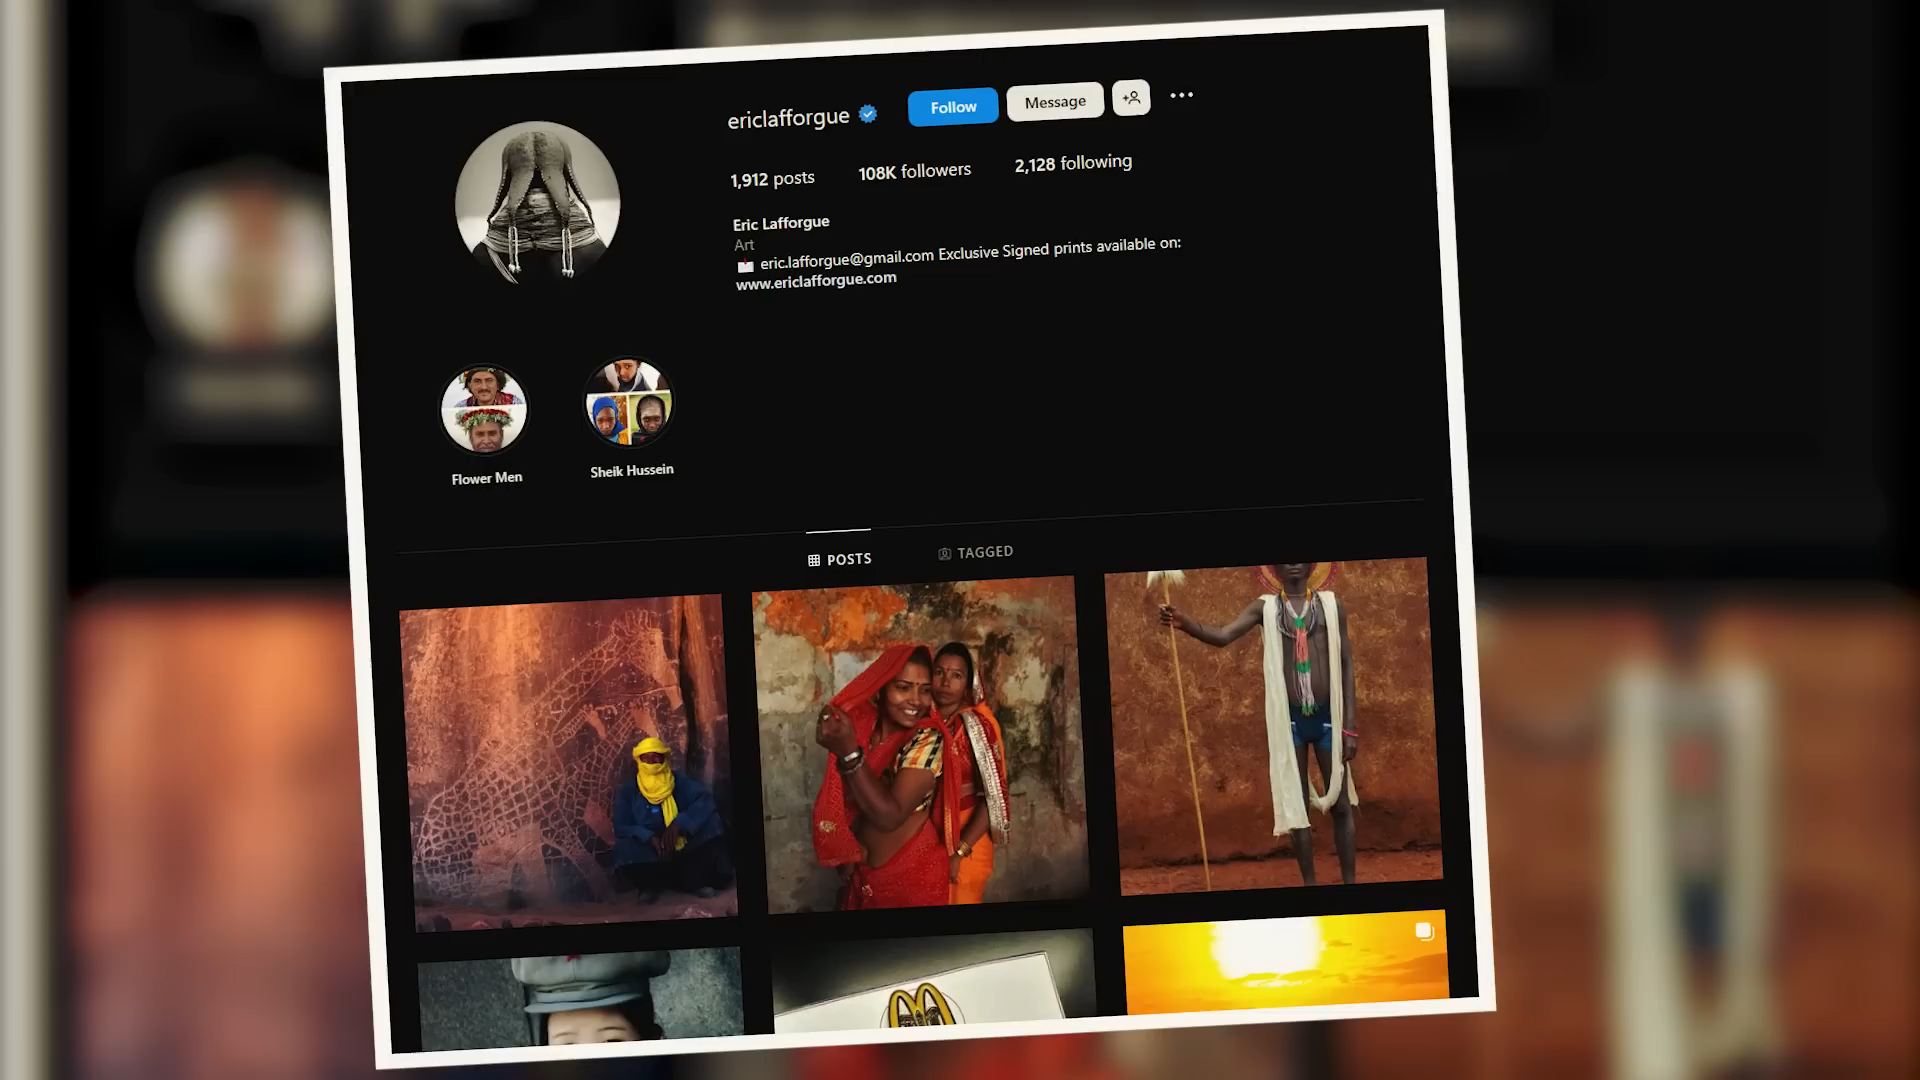 ericlafforgue
Follow
Message
1,912 posts
108K followers
2,128 following
Eric Lafforgue
Art
eric.lafforgue@gmail.com Exclusive Signed prints available on:
www.ericlafforgue.com
Flower Men
Sheik Hussein
POSTS
TAGGED